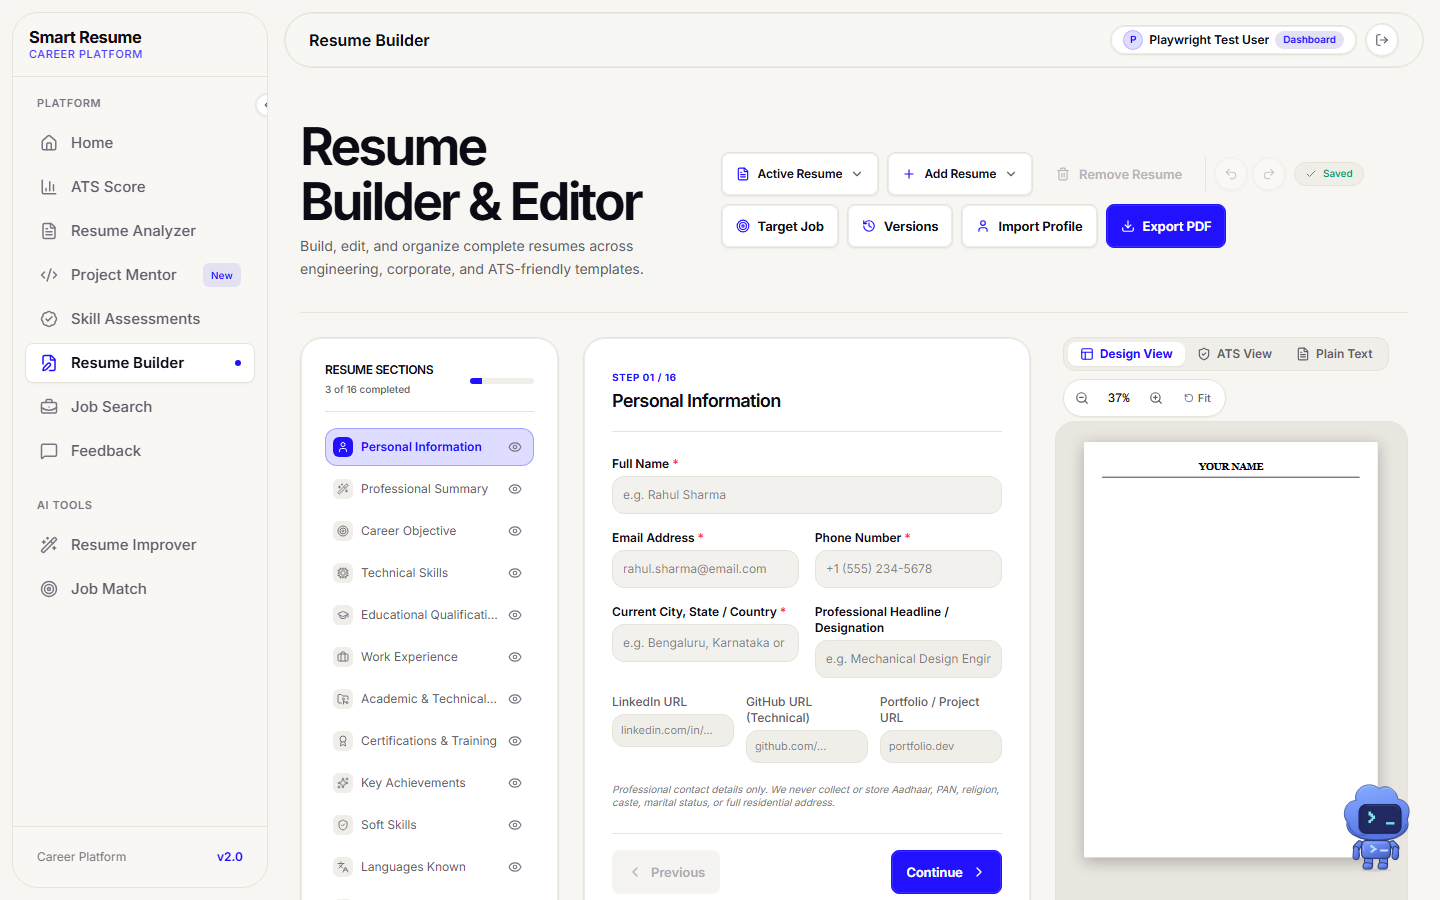 Smart Resume
CAREER PLATFORM
PLATFORM
Home
ATS Score
Resume Analyzer
Project Mentor
New
Skill Assessments
Resume Builder
Job Search
Feedback
AI TOOLS
Resume Improver
Job Match
Career Platform
v2.0
Resume Builder
P
Playwright Test User
Dashboard
Resume
Builder & Editor
Build, edit, and organize complete resumes across
engineering, corporate, and ATS-friendly templates.
Active Resume
Add Resume
Remove Resume
Saved
Target Job
Versions
Import Profile
Export PDF
RESUME SECTIONS
3 of 16 completed
Personal Information
Professional Summary
Career Objective
Technical Skills
Educational Qualificati...
Work Experience
Academic & Technical...
Certifications & Training
Key Achievements
Soft Skills
Languages Known
STEP 01 / 16
Personal Information
Full Name *
e.g. Rahul Sharma
Email Address *
rahul.sharma@email.com
Phone Number *
+1 (555) 234-5678
Current City, State / Country *
e.g. Bengaluru, Karnataka or
Professional Headline /
Designation
e.g. Mechanical Design Engir
LinkedIn URL
linkedin.com/in/...
GitHub URL
(Technical)
github.com/...
Portfolio / Project
URL
portfolio.dev
Professional contact details only. We never collect or store Aadhaar, PAN, religion,
caste, marital status, or full residential address.
Previous
Continue
Design View
ATS View
Plain Text
37%
Fit
YOUR NAME